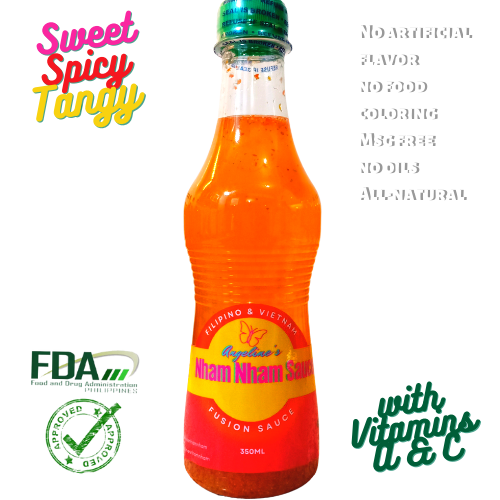 Sweet
Spicy
Tangy
No artificial
flavor
no food
coloring
Msg free
no oils
All-natural
FILIPINO & VIETNAM
Angeline's
Nham Nham Sauce
FUSION SAUCE
350ML
FDA
Food and Drug Administration
PHILIPPINES
APPROVED
APPROVED
with
Vitamins
A & C